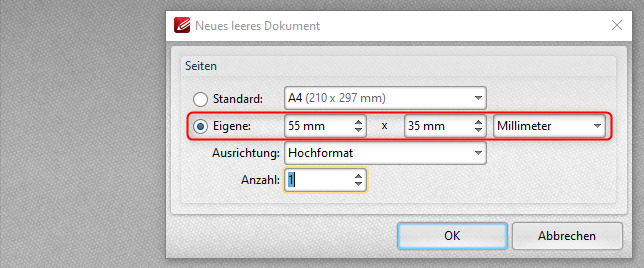 Neues leeres Dokument
Seiten
Standard: A4 (210 x 297 mm)
Eigene: 55 mm x 35 mm Millimeter
Ausrichtung: Hochformat
Anzahl: 1
OK Abbrechen